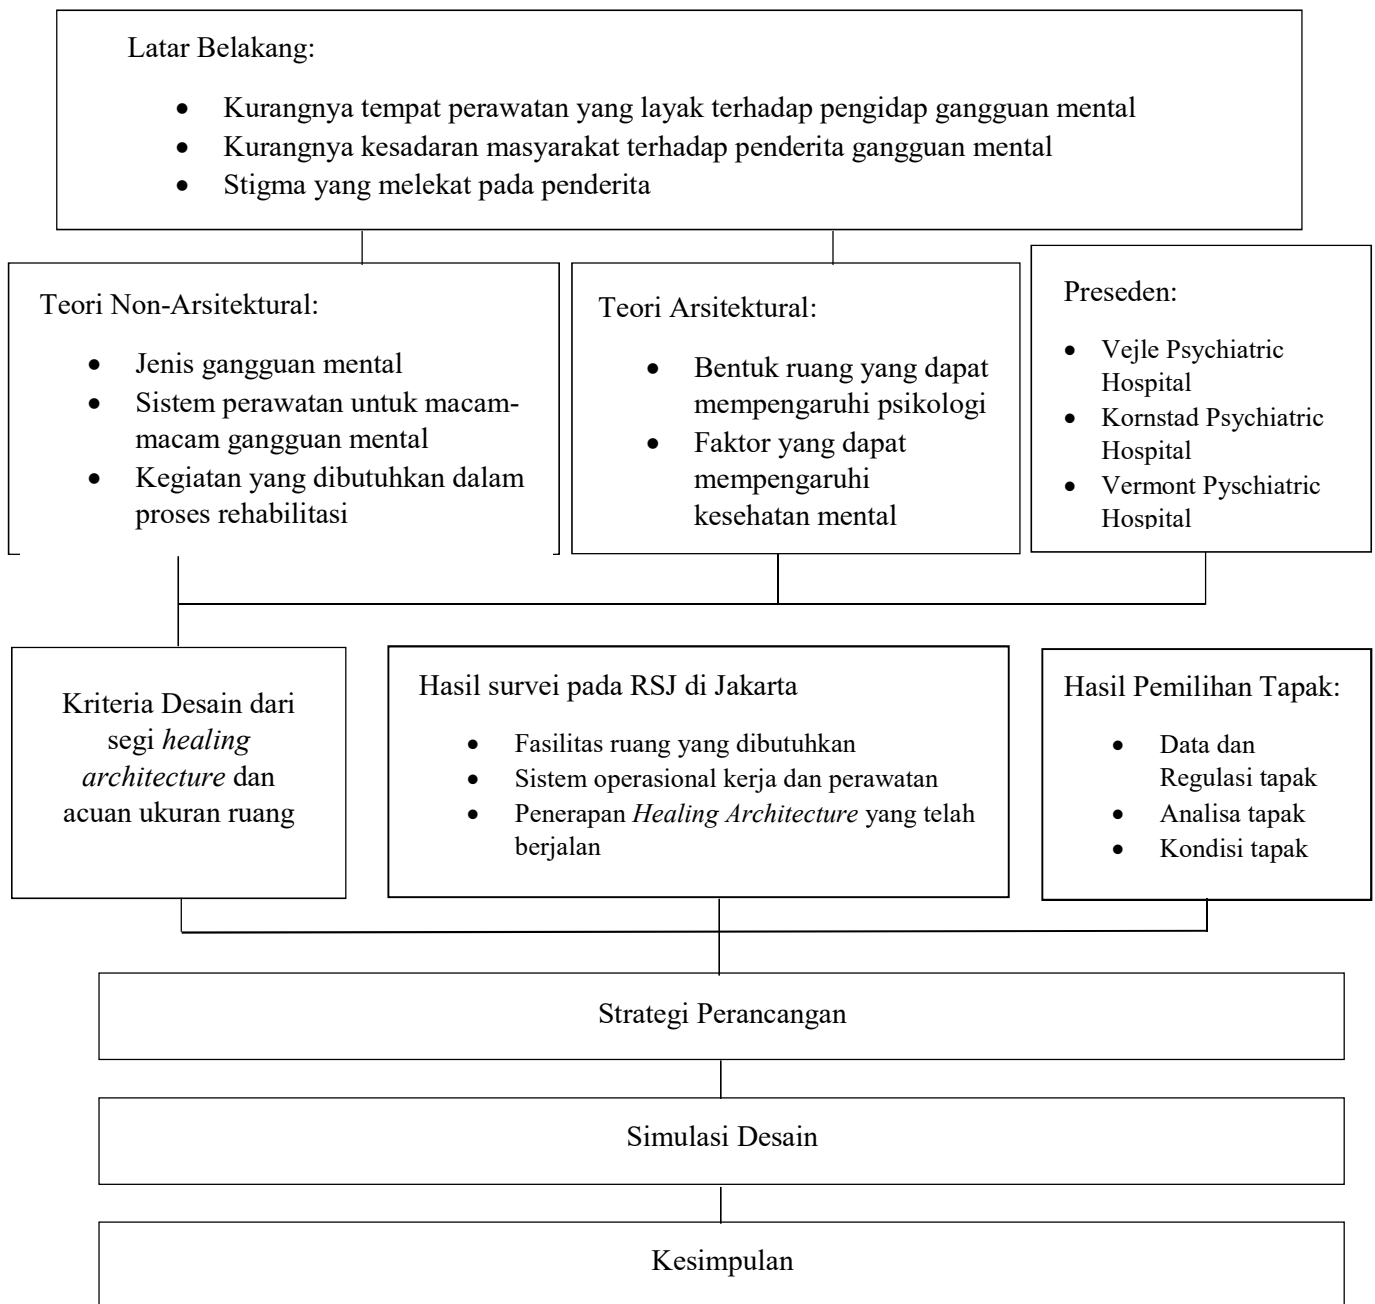 Latar Belakang:
• Kurangnya tempat perawatan yang layak terhadap pengidap gangguan mental
• Kurangnya kesadaran masyarakat terhadap penderita gangguan mental
• Stigma yang melekat pada penderita
Teori Non-Arsitektural:
• Jenis gangguan mental
• Sistem perawatan untuk macam-
macam gangguan mental
• Kegiatan yang dibutuhkan dalam
proses rehabilitasi
Teori Arsitektural:
• Bentuk ruang yang dapat
mempengaruhi psikologi
• Faktor yang dapat
mempengaruhi
kesehatan mental
Preseden:
• Vejle Psychiatric
Hospital
• Kornstad Psychiatric
Hospital
• Vermont Pyschiatric
Hospital
Kriteria Desain dari
segi healing
architecture dan
acuan ukuran ruang
Hasil survei pada RSJ di Jakarta
• Fasilitas ruang yang dibutuhkan
• Sistem operasional kerja dan perawatan
• Penerapan Healing Architecture yang telah
berjalan
Hasil Pemilihan Tapak:
• Data dan
Regulasi tapak
• Analisa tapak
• Kondisi tapak
Strategi Perancangan
Simulasi Desain
Kesimpulan